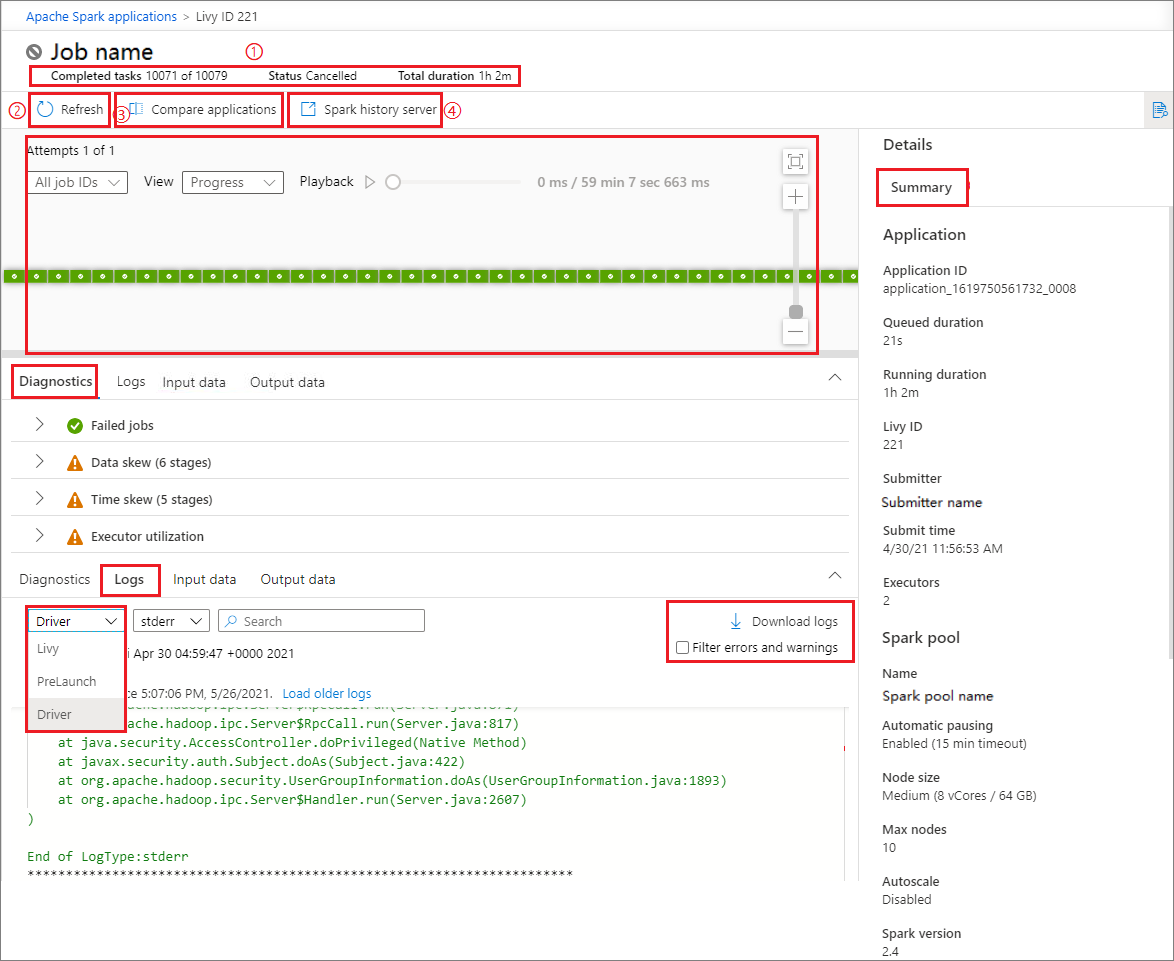 Apache Spark applications > Livy ID 221
Job name
①
Completed tasks 10071 of 10079 Status Cancelled Total duration 1h 2m
② Refresh ③ Compare applications Spark history server ④
Attempts 1 of 1
All job IDs View Progress Playback 0 ms / 59 min 7 sec 663 ms
Diagnostics Logs Input data Output data
Failed jobs
Data skew (6 stages)
Time skew (5 stages)
Executor utilization
Diagnostics Logs Input data Output data
Driver stderr Search Download logs
Livy
Filter errors and warnings
Apr 30 04:59:47 +0000 2021
PreLaunch
5:07:06 PM, 5/26/2021. Load older logs
Driver
pache.hadoop.ipc.Server$RpcCall.run(Server.java:817)
at java.security.AccessController.doPrivileged(Native Method)
at javax.security.auth.Subject.doAs(Subject.java:422)
at org.apache.hadoop.security.UserGroupInformation.doAs(UserGroupInformation.java:1893)
at org.apache.hadoop.ipc.Server$Handler.run(Server.java:2607)
)
End of LogType:stderr
***********************************************************************
Details
Summary
Application
Application ID
application_1619750561732_0008
Queued duration
21s
Running duration
1h 2m
Livy ID
221
Submitter
Submitter name
Submit time
4/30/21 11:56:53 AM
Executors
2
Spark pool
Name
Spark pool name
Automatic pausing
Enabled (15 min timeout)
Node size
Medium (8 vCores / 64 GB)
Max nodes
10
Autoscale
Disabled
Spark version
2.4